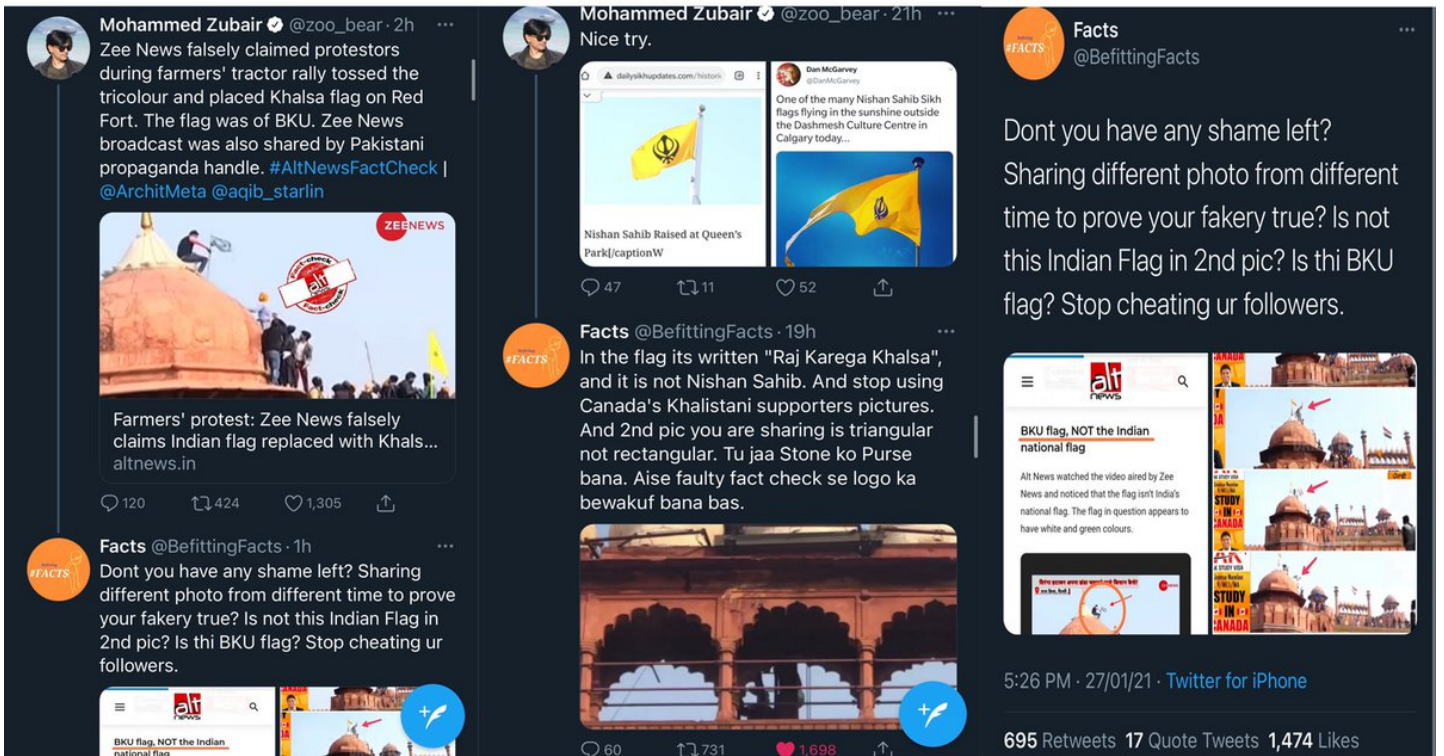 Mohammed Zubair @zoo_bear · 2h
Zee News falsely claimed protestors
during farmers' tractor rally tossed the
tricolour and placed Khalsa flag on Red
Fort. The flag was of BKU. Zee News
broadcast was also shared by Pakistani
propaganda handle. #AltNewsFactCheck |
@ArchitMeta @aqib_starlin
ZEENEWS
Fact-check
alt
news
Fact-check
Farmers' protest: Zee News falsely
claims Indian flag replaced with Khals...
altnews.in
120 424 1,305
Facts @BefittingFacts · 1h
#FACTS
Dont you have any shame left? Sharing
different photo from different time to prove
your fakery true? Is not this Indian Flag in
2nd pic? Is thi BKU flag? Stop cheating ur
followers.
alt
news
BKU flag, NOT the Indian
national flag
Mohammed Zubair @zoo_bear · 21h
Nice try.
dailysikhupdates.com/historic
Nishan Sahib Raised at Queen's
Park[/captionW
Dan McGarvey
@DanMcGarvey
One of the many Nishan Sahib Sikh
flags flying in the sunshine outside
the Dashmesh Culture Centre in
Calgary today...
47 11 52
Facts @BefittingFacts · 19h
#FACTS
In the flag its written "Raj Karega Khalsa",
and it is not Nishan Sahib. And stop using
Canada's Khalistani supporters pictures.
And 2nd pic you are sharing is triangular
not rectangular. Tu jaa Stone ko Purse
bana. Aise faulty fact check se logo ka
bewakuf bana bas.
60 731 1,698
#FACTS
Facts
@BefittingFacts
Dont you have any shame left?
Sharing different photo from different
time to prove your fakery true? Is not
this Indian Flag in 2nd pic? Is thi BKU
flag? Stop cheating ur followers.
alt
news
BKU flag, NOT the Indian
national flag
Alt News watched the video aired by Zee
News and noticed that the flag isn't India's
national flag. The flag in question appears to
have white and green colours.
STUDY
IN
CANADA
STUDY
IN
CANADA
5:26 PM · 27/01/21 · Twitter for iPhone
695 Retweets 17 Quote Tweets 1,474 Likes